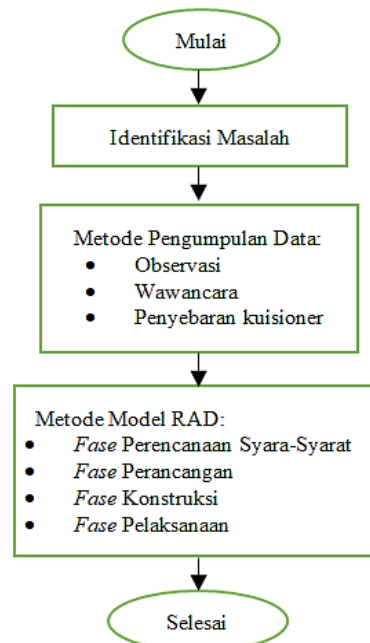 Mulai
Identifikasi Masalah
Metode Pengumpulan Data:
• Observasi
• Wawancara
• Penyebaran kuisioner
Metode Model RAD:
• Fase Perencanaan Syara-Syarat
• Fase Perancangan
• Fase Konstruksi
• Fase Pelaksanaan
Selesai